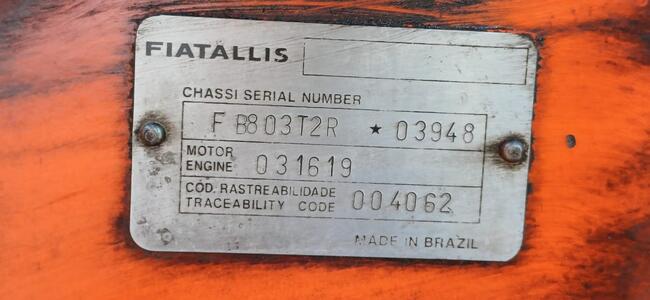 FIATALLIS
CHASSI SERIAL NUMBER
F B803T2R ★ 03948
MOTOR
ENGINE 031619
CÓD. RASTREABILIDADE
TRACEABILITY CODE 004062
MADE IN BRAZIL